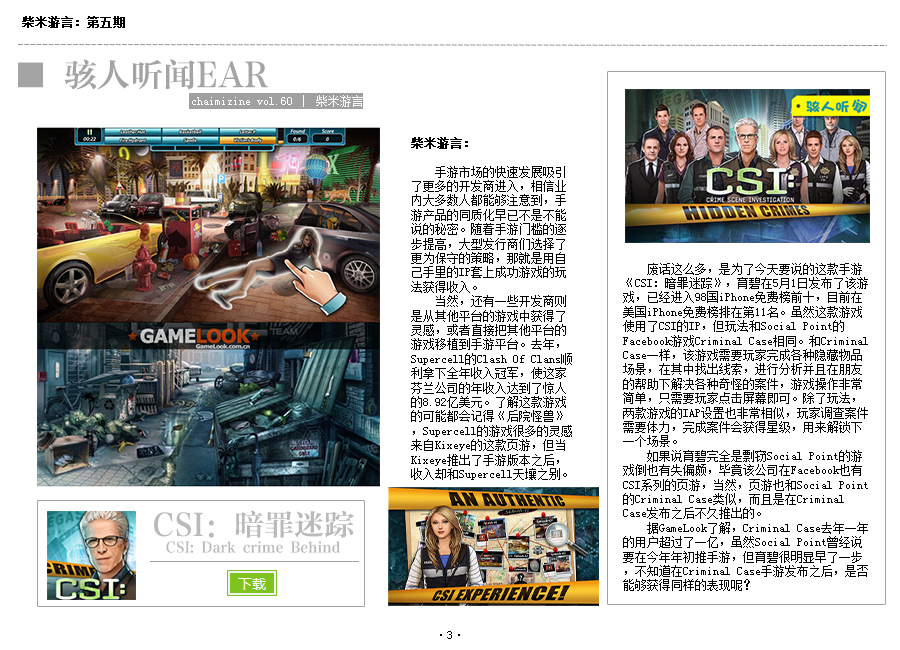 柴米游言：第五期
骇人听闻EAR
chaimizine vol.60 | 柴米游言
00:22
Leather Hat
Basketball
Lantern
Found
Score
Fire Hydrant
Spade
0/6
0
GAMELOOK
GameLook.com.cn
TEAM
CSI：暗罪迷踪
CSI: Dark crime Behind
下载
CRIME
CSI:
柴米游言：
手游市场的快速发展吸引
了更多的开发商进入，相信业
内大多数人都能够注意到，手
游产品的同质化早已不是不能
说的秘密。随着手游门槛的逐
步提高，大型发行商们选择了
更为保守的策略，那就是用自
己手里的IP套上成功游戏的玩
法获得收入。
当然，还有一些开发商则
是从其他平台的游戏中获得了
灵感，或者直接把其他平台的
游戏移植到手游平台。去年，
Supercell的Clash Of Clans顺
利拿下全年收入冠军，使这家
芬兰公司的年收入达到了惊人
的8.92亿美元。了解这款游戏
的可能都会记得《后院怪兽》
，Supercell的游戏很多的灵感
来自Kixeye的这款页游，但当
Kixeye推出了手游版本之后，
收入却和Supercell天壤之别。
AN AUTHENTIC
CSI EXPERIENCE!
骇人听闻
CSI:
CRIME SCENE INVESTIGATION
HIDDEN CRIMES
废话这么多，是为了今天要说的这款手游
《CSI：暗罪迷踪》，育碧在5月1日发布了该游
戏，已经进入98国iPhone免费榜前十，目前在
美国iPhone免费榜排在第11名。虽然这款游戏
使用了CSI的IP，但玩法和Social Point的
Facebook游戏Criminal Case相同。和Criminal
Case一样，该游戏需要玩家完成各种隐藏物品
场景，在其中找出线索，进行分析并且在朋友
的帮助下解决各种奇怪的案件，游戏操作非常
简单，只需要玩家点击屏幕即可。除了玩法，
两款游戏的IAP设置也非常相似，玩家调查案件
需要体力，完成案件会获得星级，用来解锁下
一个场景。
如果说育碧完全是剽窃Social Point的游
戏倒也有失偏颇，毕竟该公司在Facebook也有
CSI系列的页游，当然，页游也和Social Point
的Criminal Case类似，而且是在Criminal
Case发布之后不久推出的。
据GameLook了解，Criminal Case去年一年
的用户超过了一亿，虽然Social Point曾经说
要在今年年初推手游，但育碧很明显早了一步
，不知道在Criminal Case手游发布之后，是否
能够获得同样的表现呢？
·3·